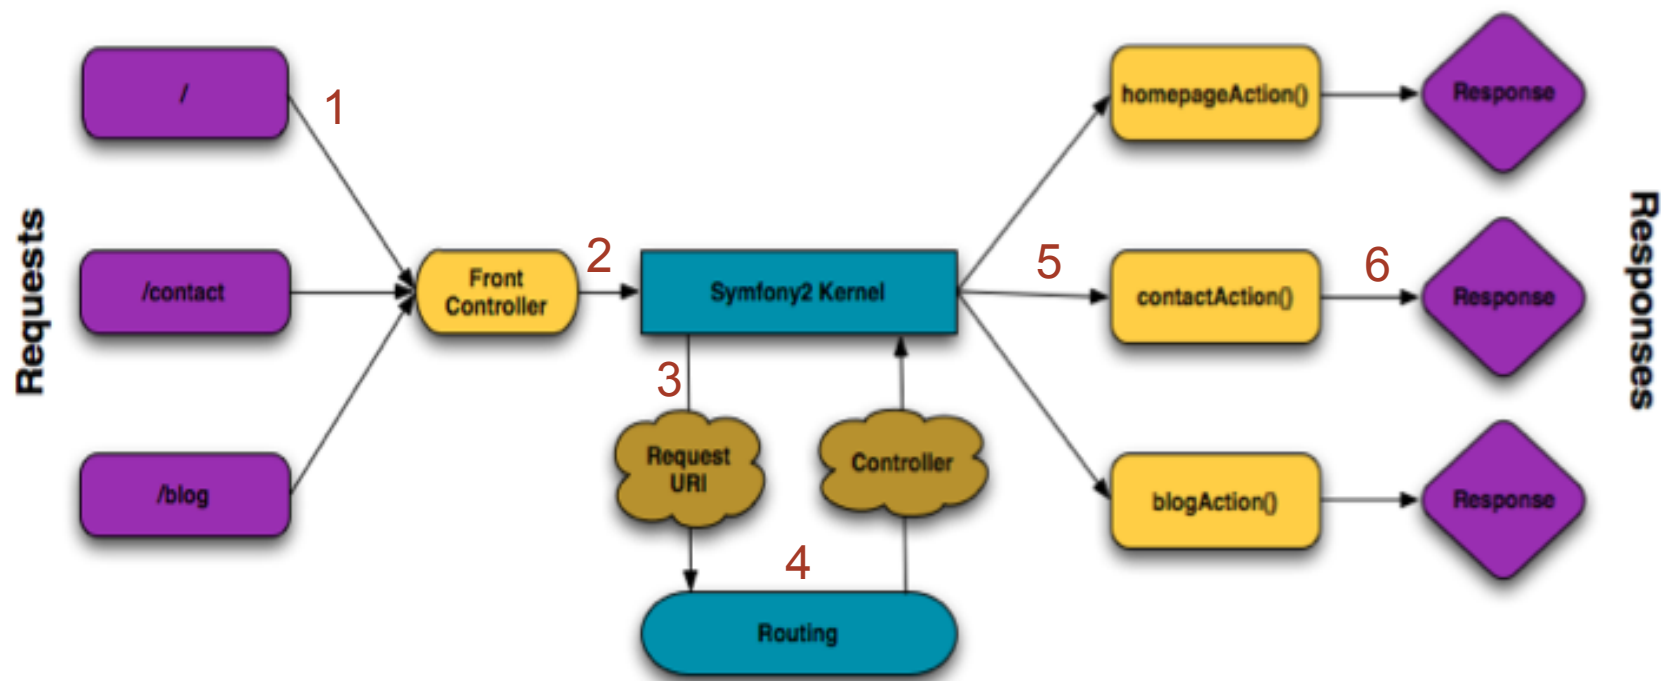 Requests
/
1
/contact
/blog
Front
Controller
2
Symfony2 Kernel
3
Request
URI
Controller
4
Routing
5
homepageAction()
contactAction()
blogAction()
6
Response
Response
Response
Responses